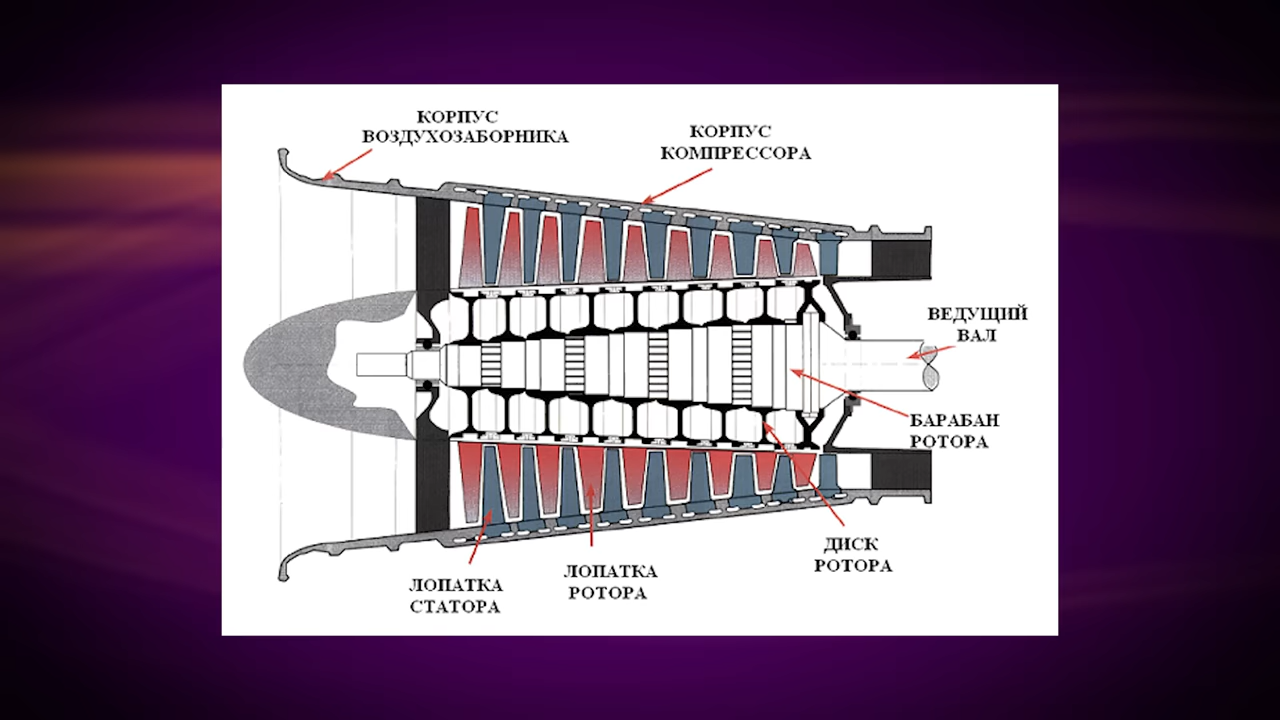 КОРПУС
ВОЗДУХОЗАБОРНИКА
КОРПУС
КОМПРЕССОРА
ВЕДУЩИЙ
ВАЛ
БАРАБАН
РОТОРА
ДИСК
РОТОРА
ЛОПАТКА
РОТОРА
ЛОПАТКА
СТАТОРА